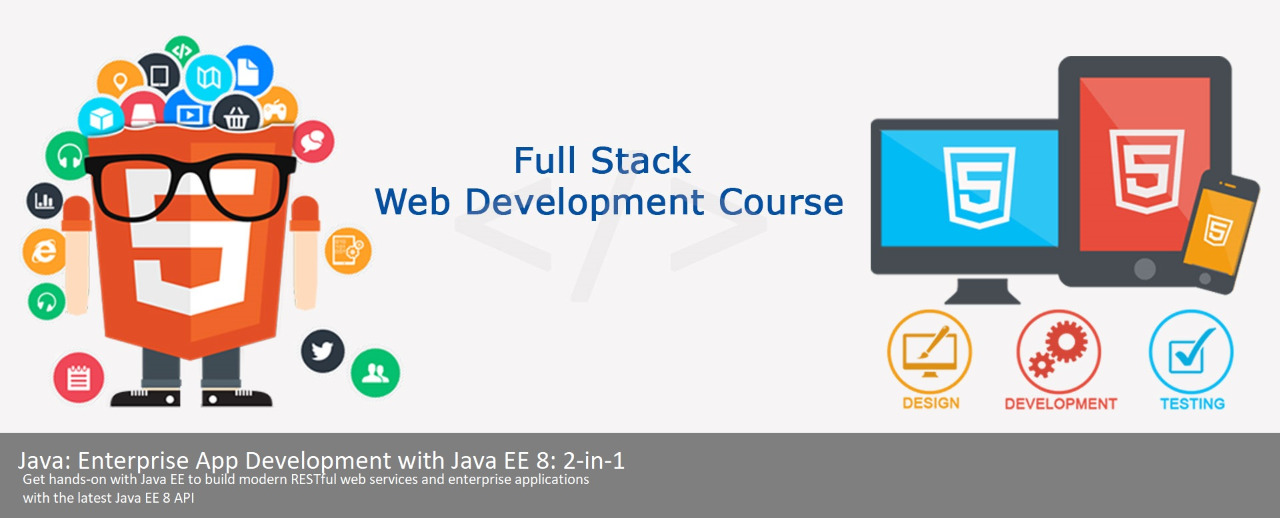 Full Stack
Web Development Course
DESIGN
DEVELOPMENT
TESTING
Java: Enterprise App Development with Java EE 8: 2-in-1
Get hands-on with Java EE to build modern RESTful web services and enterprise applications
with the latest Java EE 8 API